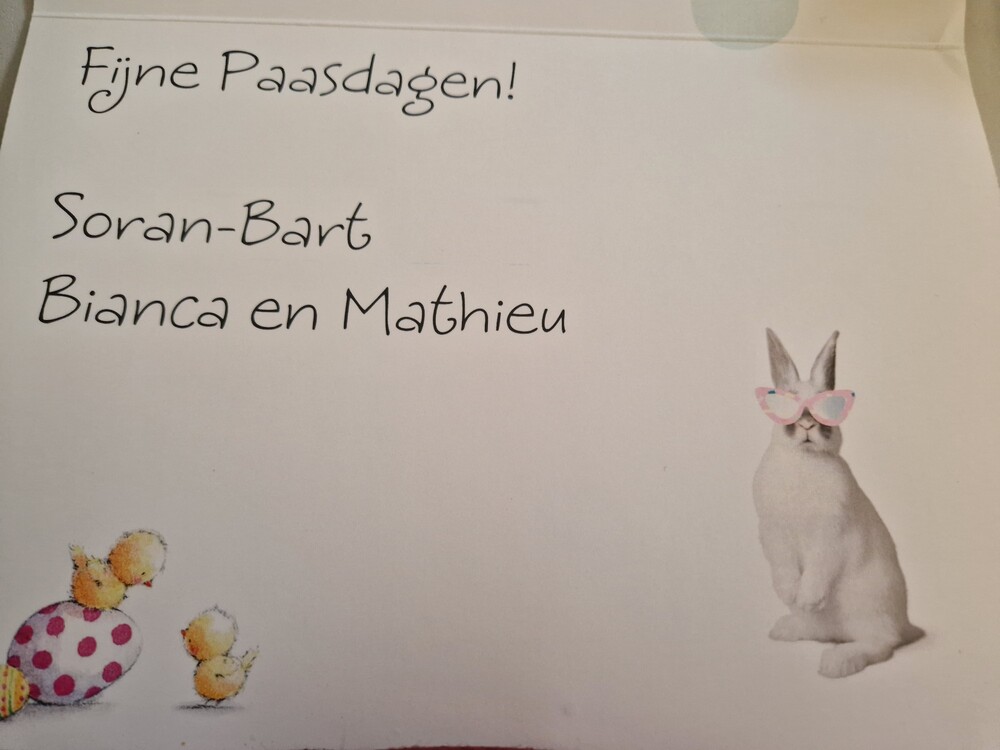 Fijne Paasdagen!
Soran-Bart
Bianca en Mathieu